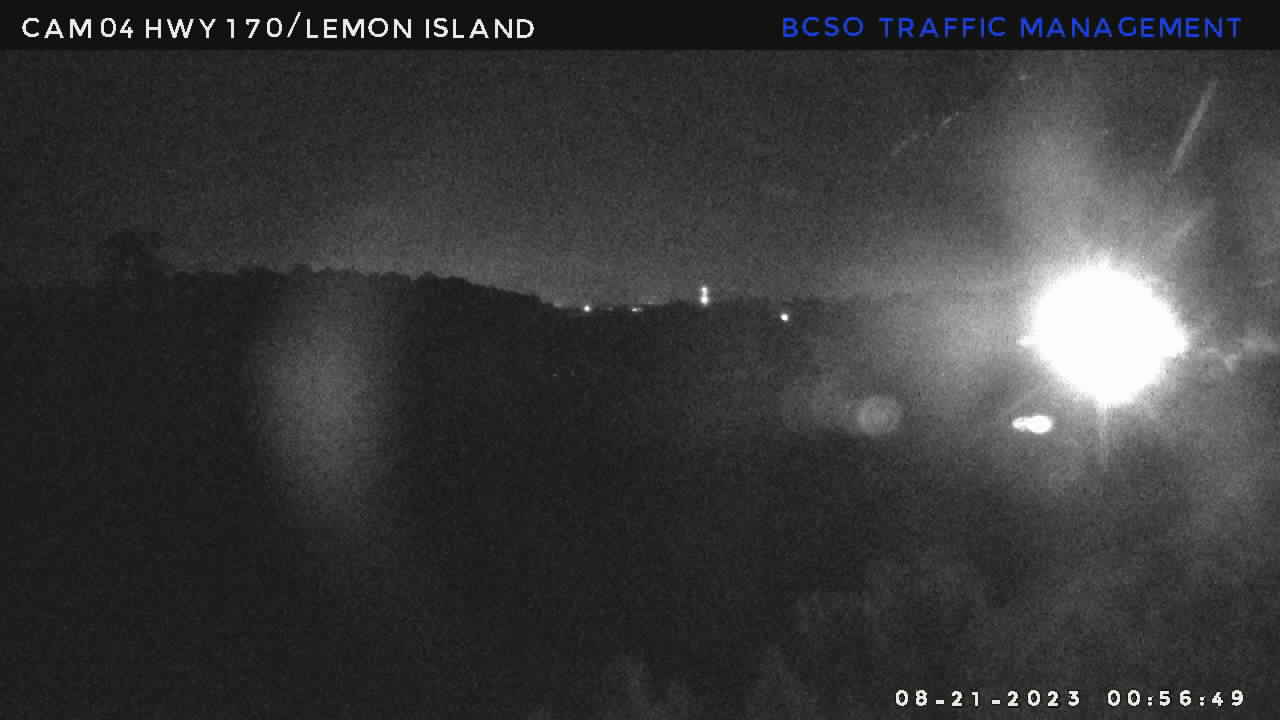 CAM 04 HWY 170/LEMON ISLAND
BCSO TRAFFIC MANAGEMENT
08-21-2023 00:56:49